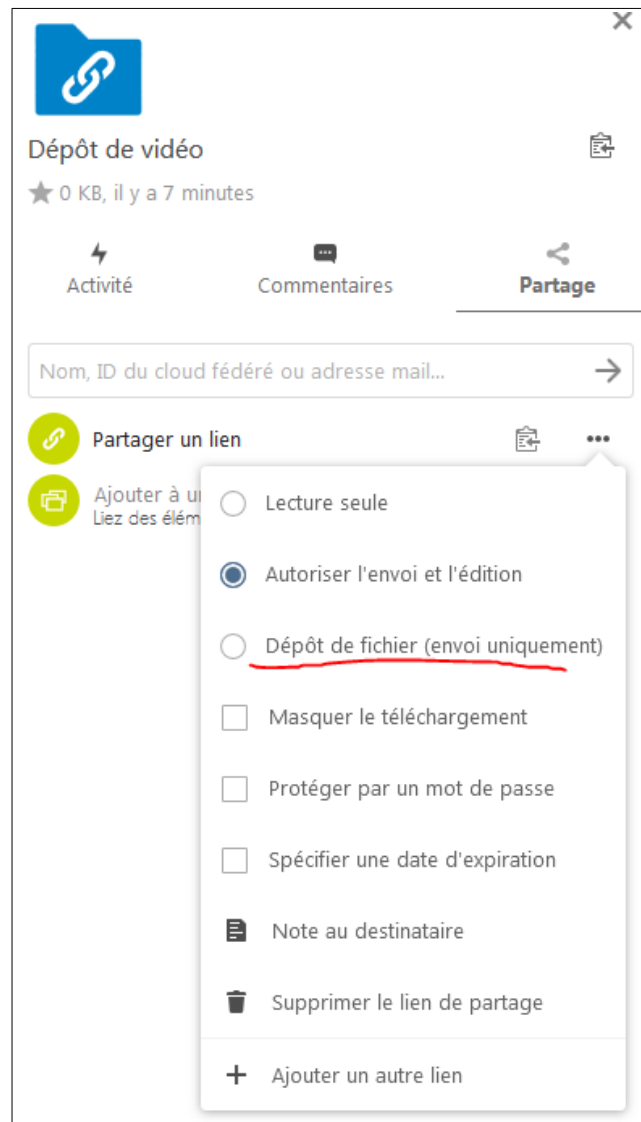 Dépôt de vidéo
0 KB, il y a 7 minutes
Activité
Commentaires
Partage
Nom, ID du cloud fédéré ou adresse mail...
Partager un lien
Ajouter à
Liez des
Lecture seule
Autoriser l'envoi et l'édition
Dépôt de fichier (envoi uniquement)
Masquer le téléchargement
Protéger par un mot de passe
Spécifier une date d'expiration
Note au destinataire
Supprimer le lien de partage
Ajouter un autre lien